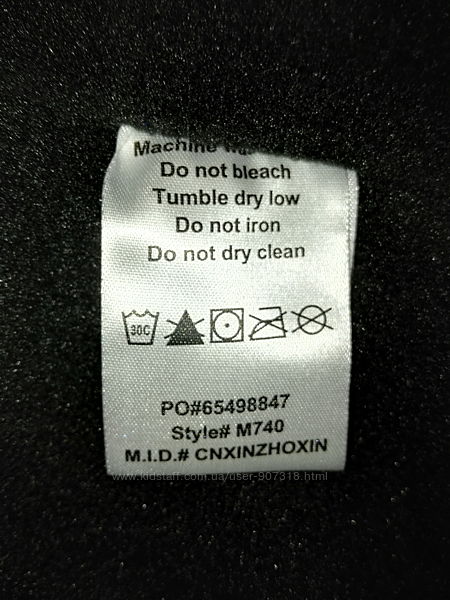 Machine
Do not bleach
Tumble dry low
Do not iron
Do not dry clean
30C
PO#65498847
Style# M740
M.I.D.# CNXINZHOXIN
www.kidstaff.com.ua/user-907318.html